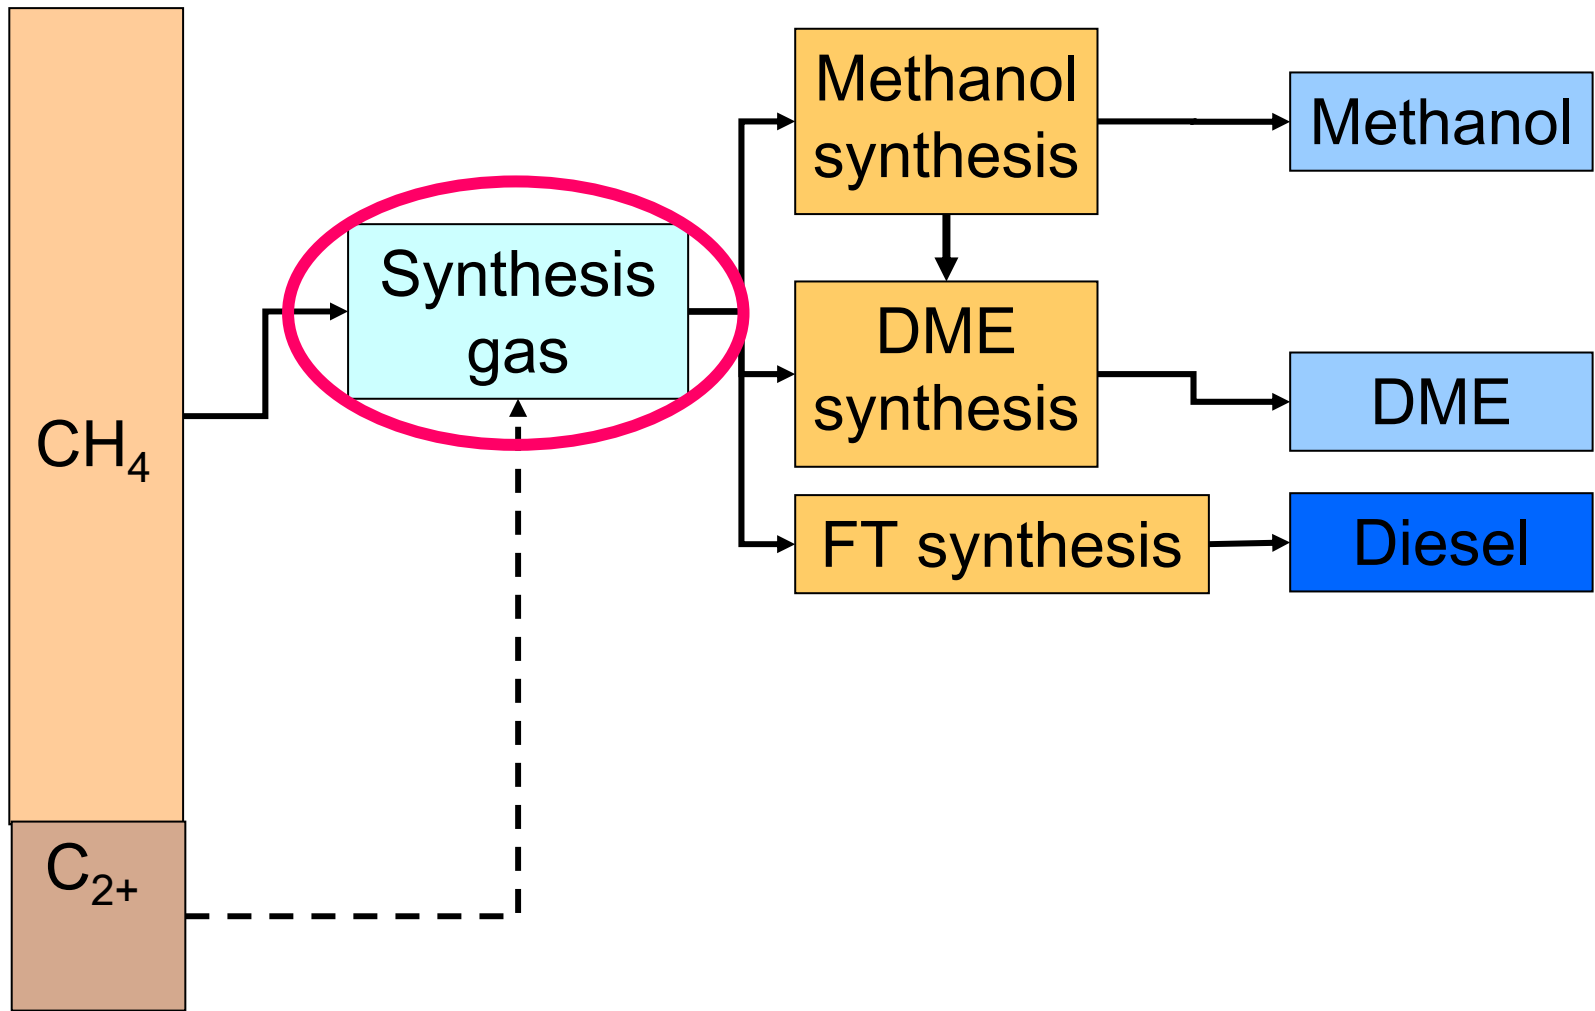 CH₄
C₂₊
Synthesis
gas
Methanol
synthesis
DME
synthesis
FT synthesis
Methanol
DME
Diesel